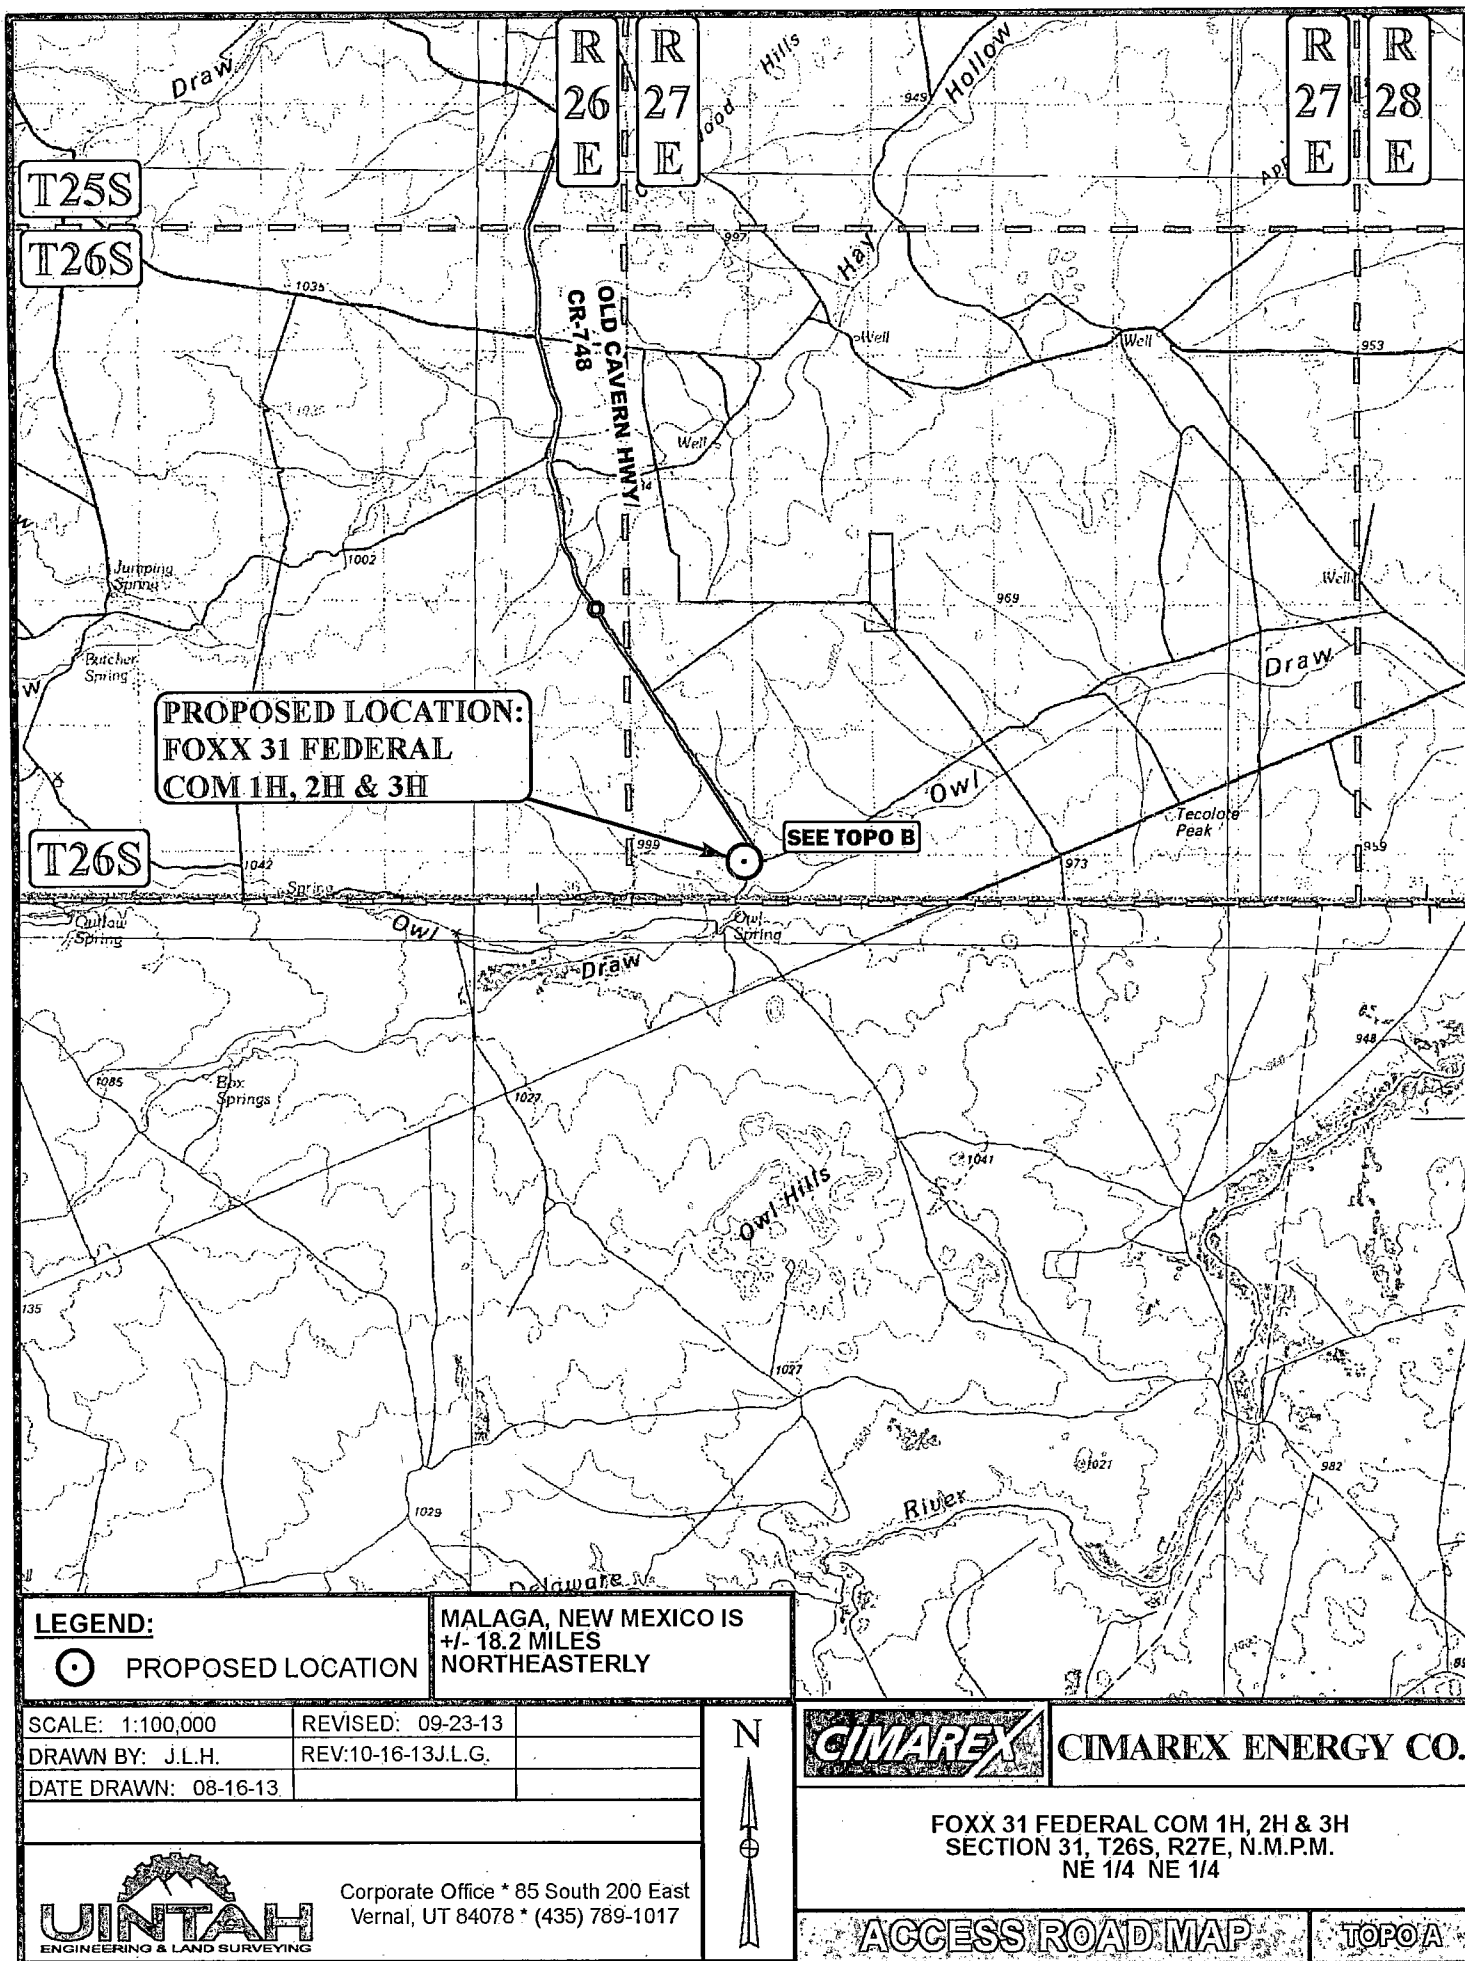 Draw
R
26
E
R
27
E
Hills
949
Hollow
R
27
E
R
28
E
T25S
T26S
997
Hay
1035
OLD CAVERN HWY/
CR-748
Well
Well
953
Well
1002
Jumping
Spring
969
Well
Butcher
Spring
Draw
PROPOSED LOCATION:
FOXX 31 FEDERAL
COM 1H, 2H & 3H
Owl
Tecolote
Peak
SEE TOPO B
999
959
973
T26S
1042
Spring
Outlaw
Spring
Owl
Draw
Owl
Spring
948
1085
Box
Springs
1027
1041
Owl Hills
135
1027
1021
982
1029
River
Delaware
LEGEND:
PROPOSED LOCATION
MALAGA, NEW MEXICO IS
+/- 18.2 MILES
NORTHEASTERLY
SCALE: 1:100,000
REVISED: 09-23-13
DRAWN BY: J.L.H.
REV:10-16-13J.L.G.
DATE DRAWN: 08-16-13
N
CIMAREX
CIMAREX ENERGY CO.
FOXX 31 FEDERAL COM 1H, 2H & 3H
SECTION 31, T26S, R27E, N.M.P.M.
NE 1/4 NE 1/4
UINTAH
ENGINEERING & LAND SURVEYING
Corporate Office * 85 South 200 East
Vernal, UT 84078 * (435) 789-1017
ACCESS ROAD MAP
TOPO A